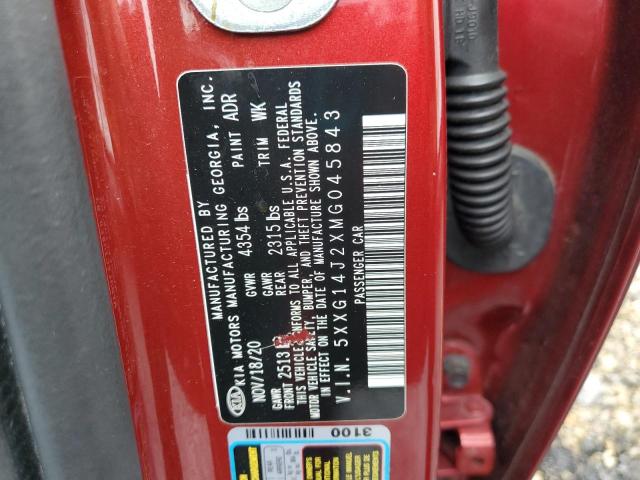 MANUFACTURED BY
KIA KIA MOTORS MANUFACTURING GEORGIA, INC.
NOV/18/20 GVWR 4354 lbs PAINT ADR
GAWR FRONT 2513 GAWR REAR 2315 lbs TRIM WK
THIS VEHICLE CONFORMS TO ALL APPLICABLE U.S.A. FEDERAL
MOTOR VEHICLE SAFETY, BUMPER, AND THEFT PREVENTION STANDARDS
IN EFFECT ON THE DATE OF MANUFACTURE SHOWN ABOVE.
V.I.N. 5XXG14J2XMG045843
PASSENGER CAR
3100